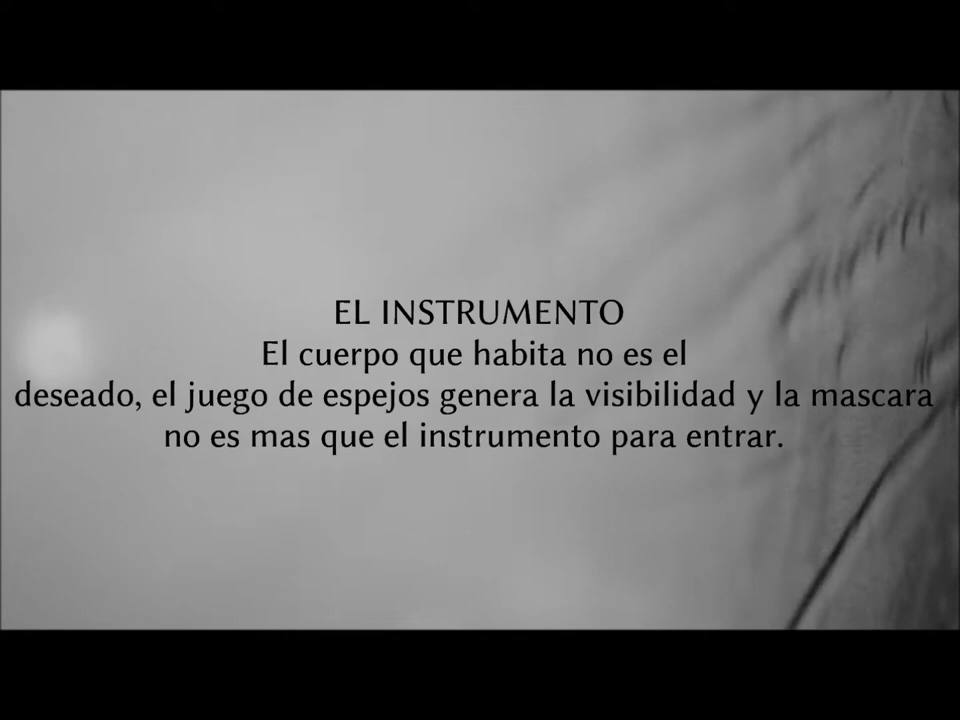 EL INSTRUMENTO
El cuerpo que habita no es el
deseado, el juego de espejos genera la visibilidad y la mascara
no es mas que el instrumento para entrar.